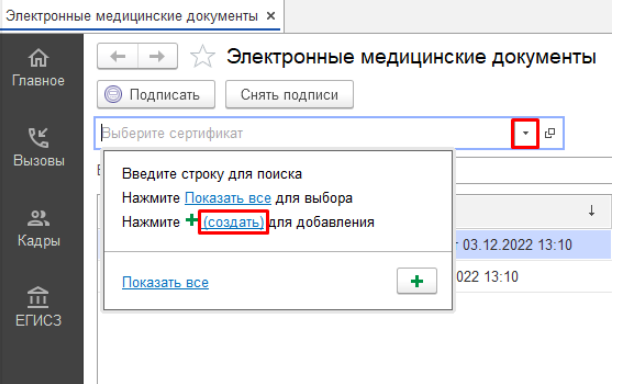 Электронные медицинские документы ×
Главное
Вызовы
Кадры
ЕГИСЗ
Электронные медицинские документы
Подписать
Снять подписи
Выберите сертификат
Введите строку для поиска
Нажмите Показать все для выбора
Нажмите + (создать) для добавления
Показать все
+
03.12.2022 13:10
022 13:10